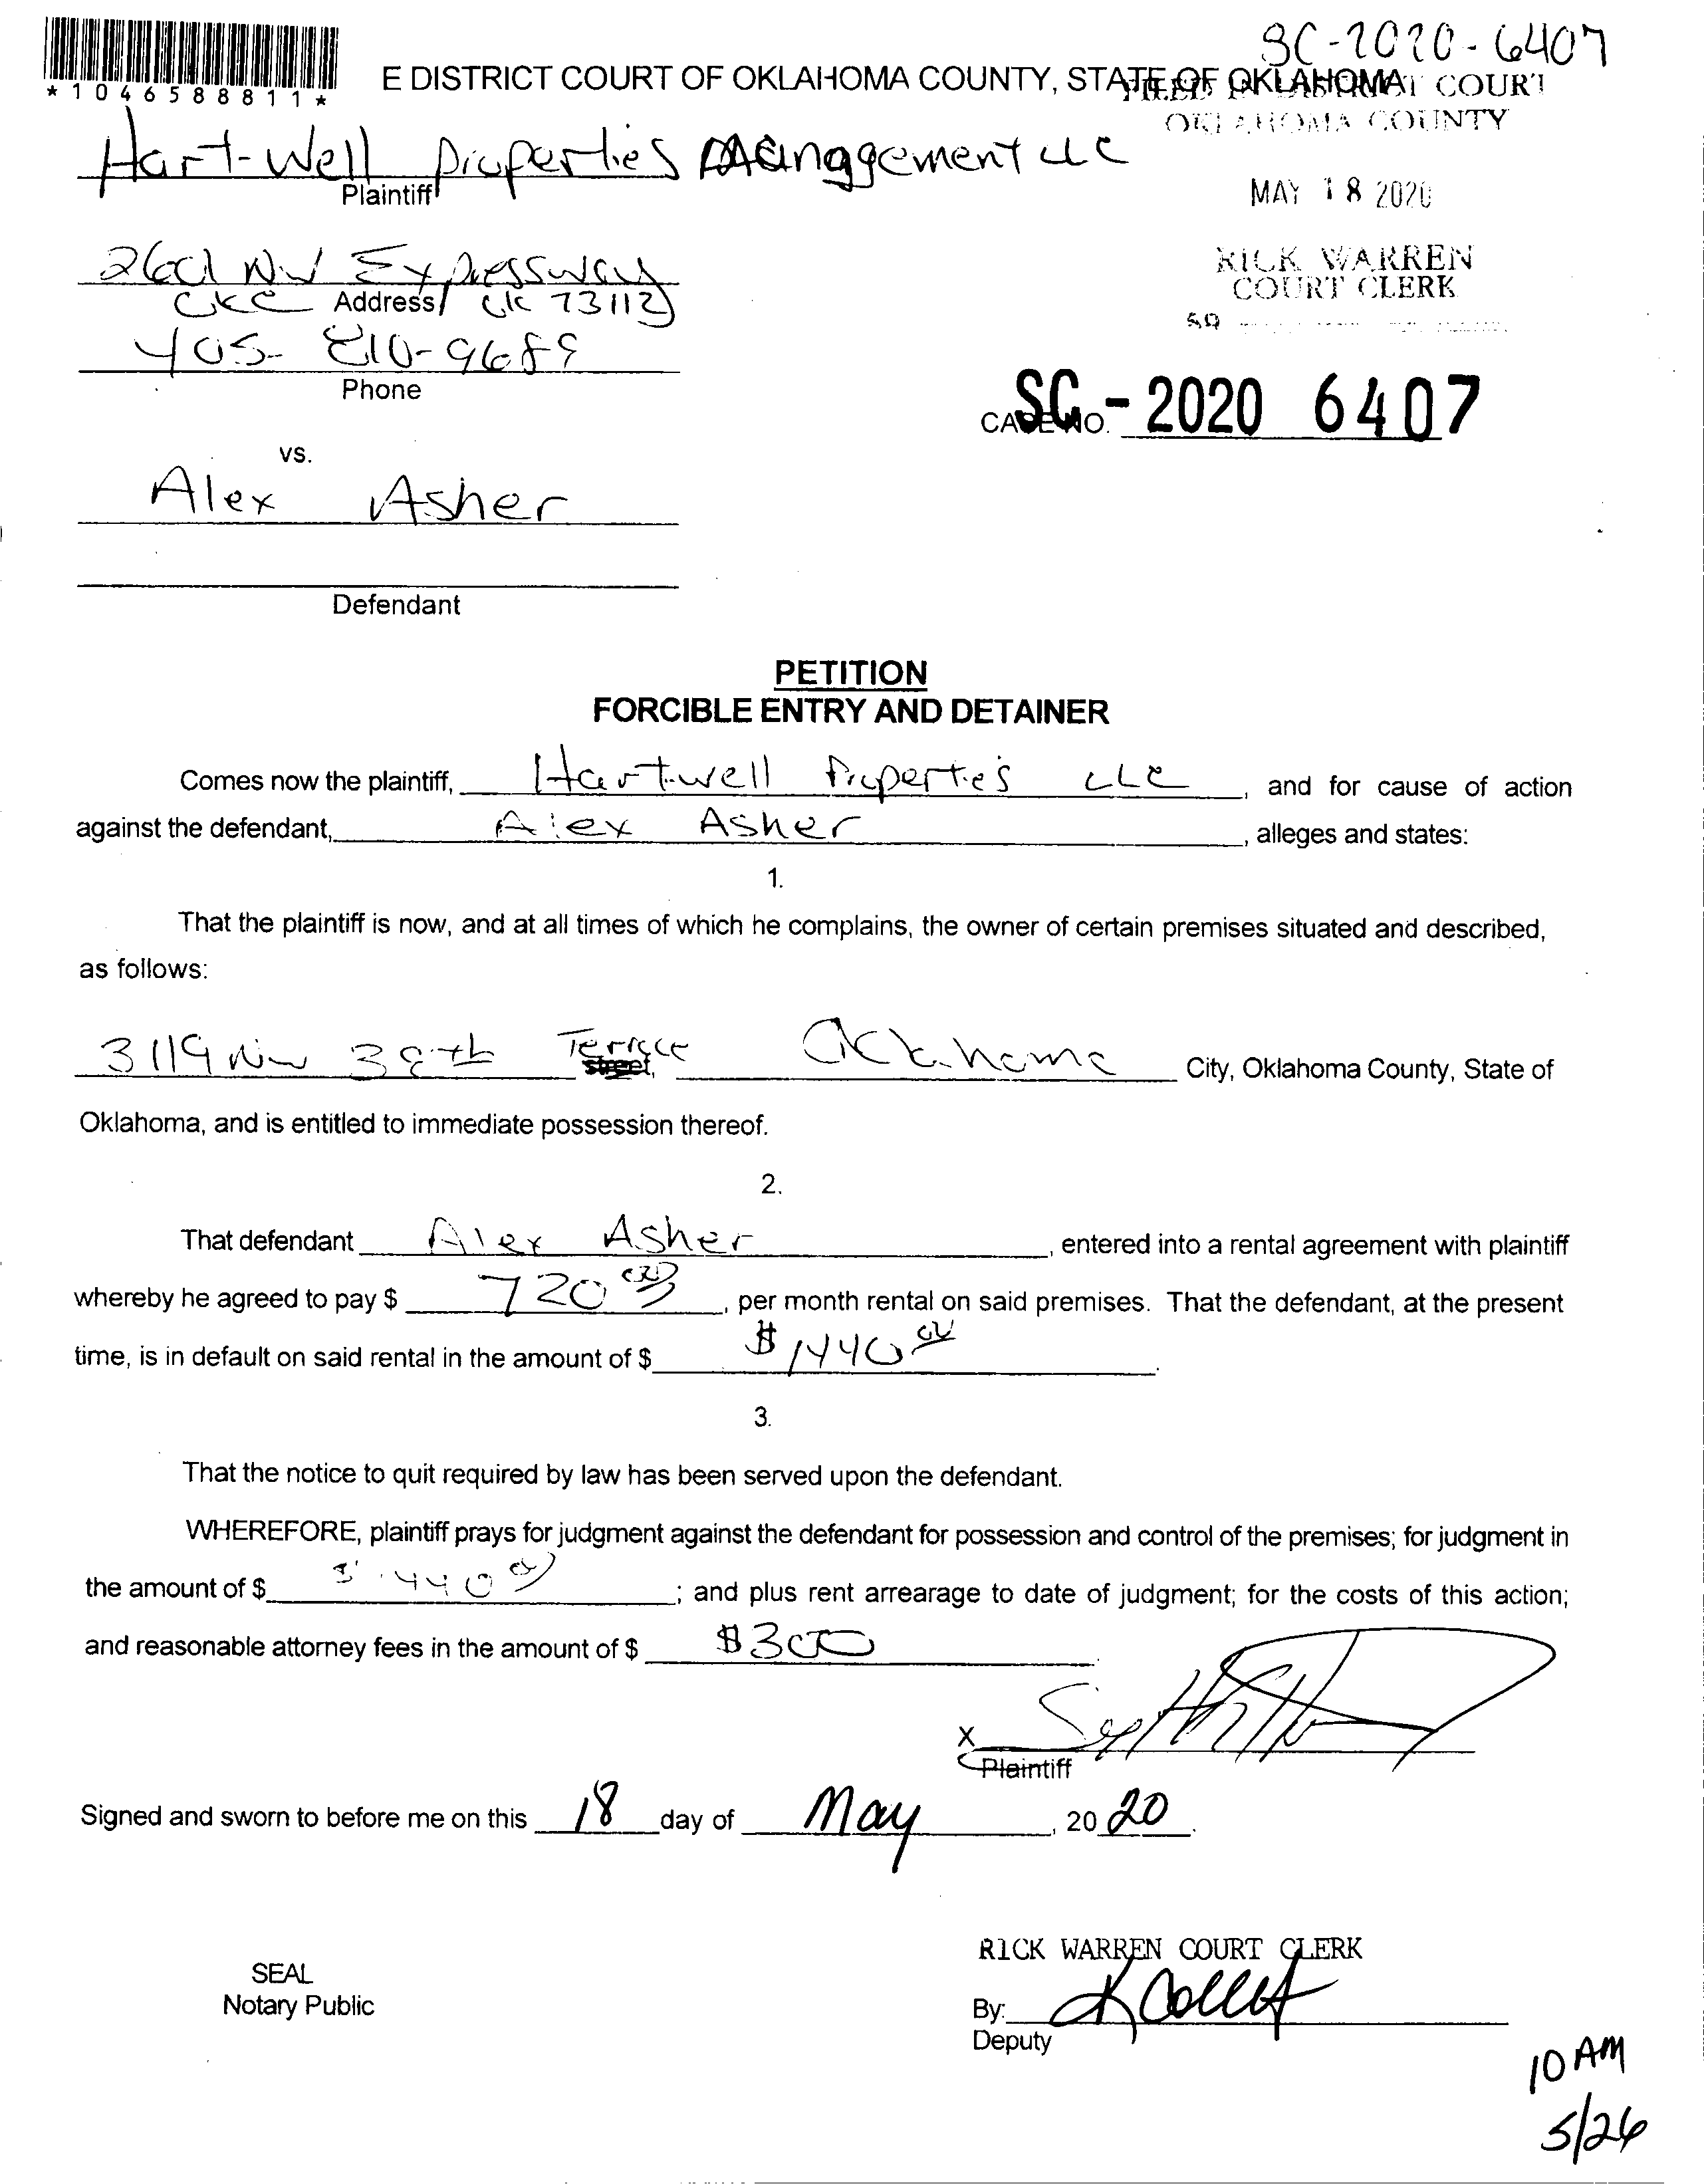 SC-2020-6407
*1046588811*
E DISTRICT COURT OF OKLAHOMA COUNTY, STATE OF OKLAHOMA
FILED IN DISTRICT COURT
OKLAHOMA COUNTY
Hart-Well Properties Managgement LLC
Plaintiff
MAY 18 2020
2601 NW Expressway
RICK WARREN
COURT CLERK
OKC Address/ OK 73112
405-810-9689
Phone
CASE NO. SC - 2020 6407
vs.
Alex Asher
Defendant
PETITION
FORCIBLE ENTRY AND DETAINER
Comes now the plaintiff, Hartwell Properties LLC, and for cause of action
against the defendant, Alex Asher, alleges and states:
1.
That the plaintiff is now, and at all times of which he complains, the owner of certain premises situated and described,
as follows:
3119 NW 38th Terrace street, Oklahoma City, Oklahoma County, State of
Oklahoma, and is entitled to immediate possession thereof.
2.
That defendant Alex Asher, entered into a rental agreement with plaintiff
whereby he agreed to pay $ 720 00, per month rental on said premises. That the defendant, at the present
time, is in default on said rental in the amount of $ $1440 00.
3.
That the notice to quit required by law has been served upon the defendant.
WHEREFORE, plaintiff prays for judgment against the defendant for possession and control of the premises; for judgment in
the amount of $ $1440 00; and plus rent arrearage to date of judgment; for the costs of this action;
and reasonable attorney fees in the amount of $ $300.
X
Plaintiff
Signed and sworn to before me on this 18 day of May, 2020.
RICK WARREN COURT CLERK
SEAL
Notary Public
By: K Collet
Deputy
10 AM
5/26